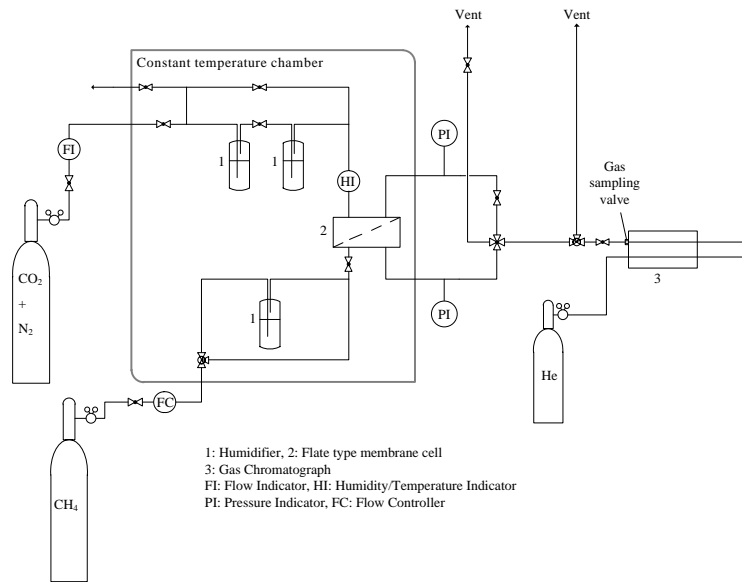 Vent
Vent
Constant temperature chamber
FI
1
1
PI
HI
Gas
sampling
valve
2
CO₂
+
N₂
1
3
PI
He
FC
CH₄
1: Humidifier, 2: Flate type membrane cell
3: Gas Chromatograph
FI: Flow Indicator, HI: Humidity/Temperature Indicator
PI: Pressure Indicator, FC: Flow Controller